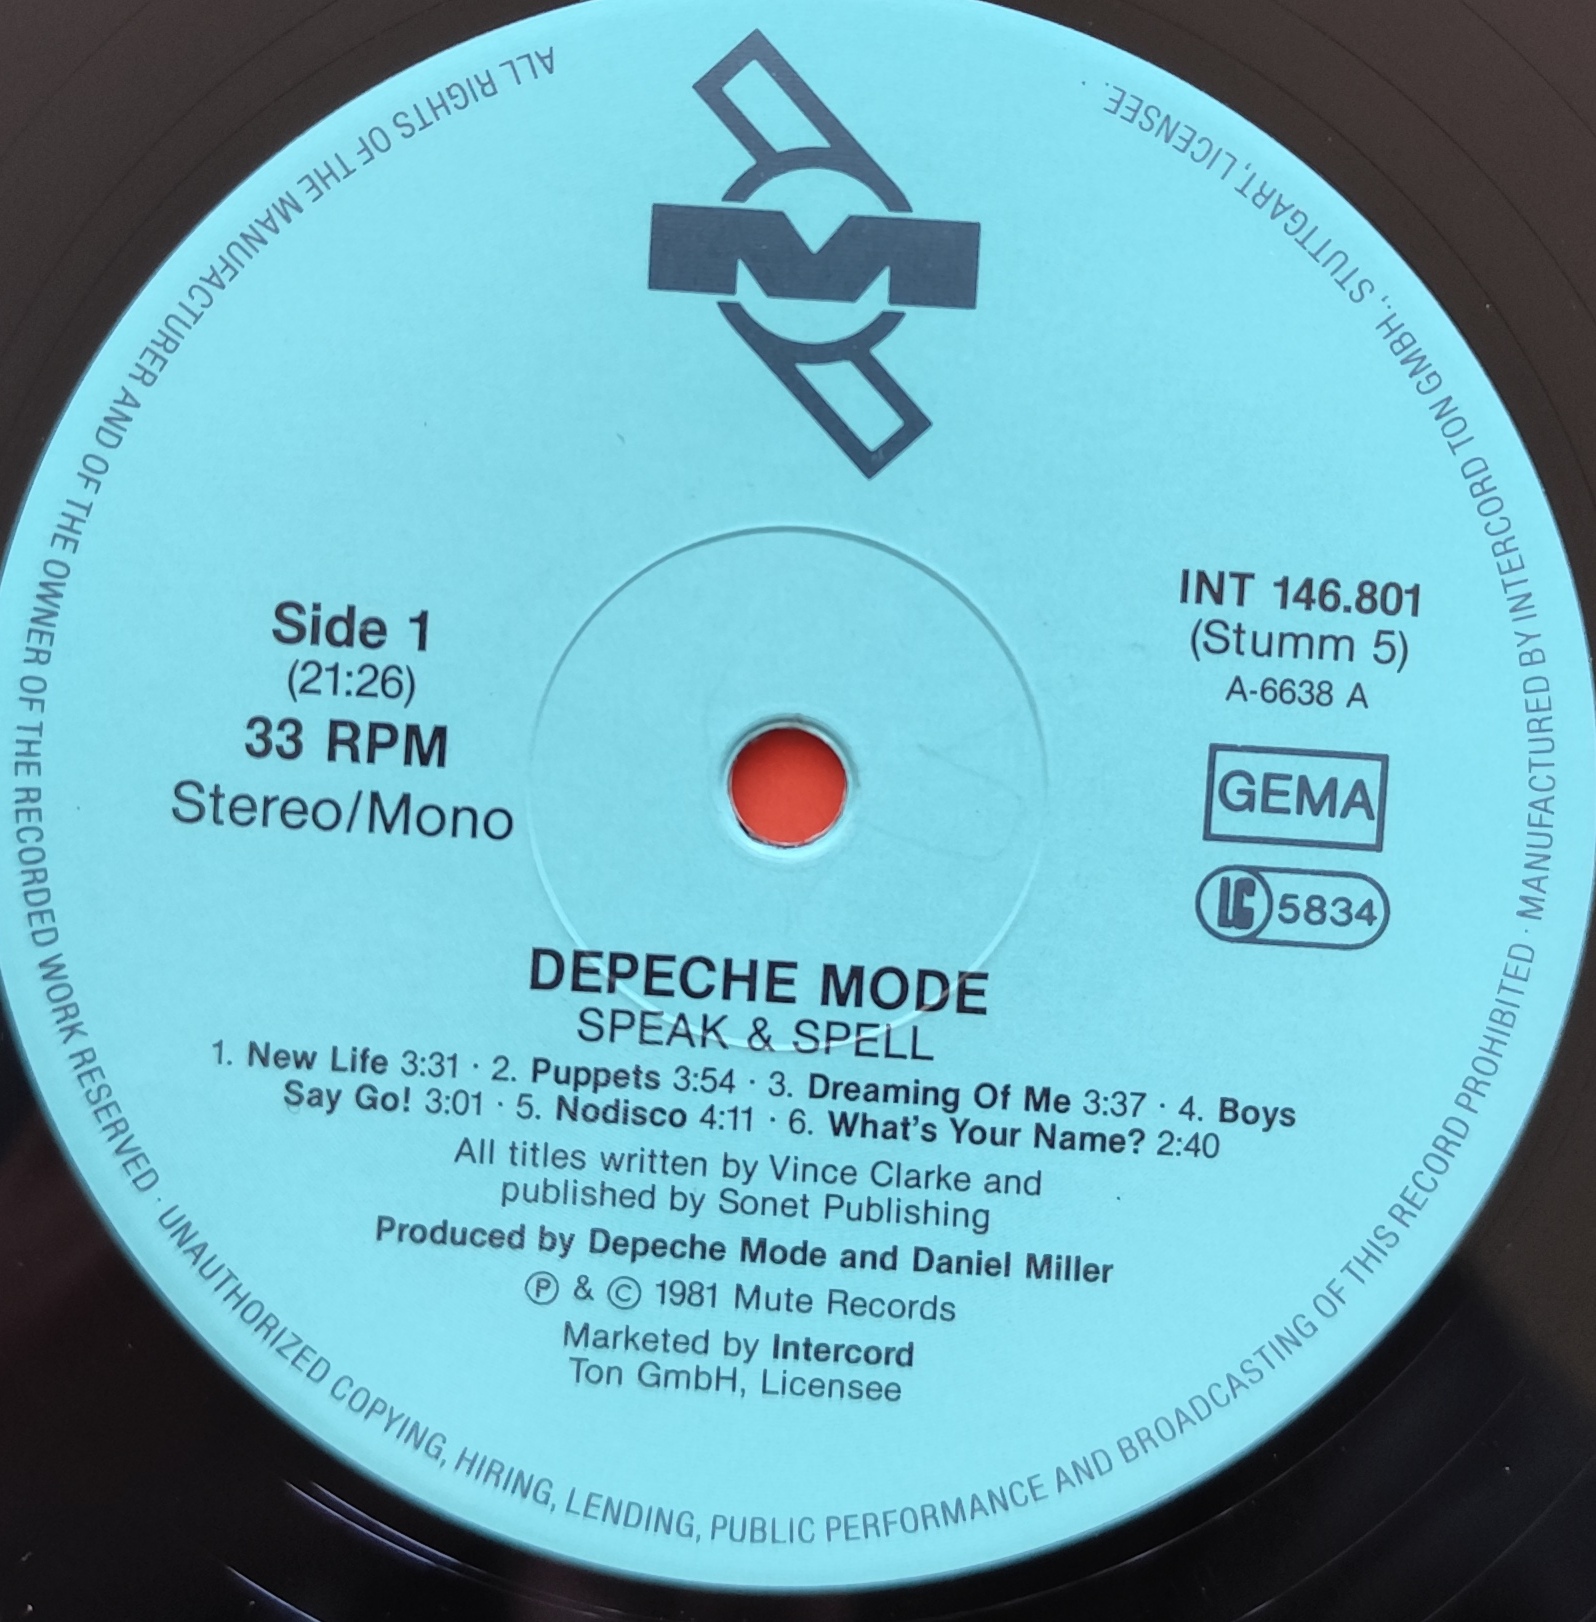 M
Side 1
(21:26)
33 RPM
Stereo/Mono
INT 146.801
(Stumm 5)
A-6638 A
GEMA
LC 5834
DEPECHE MODE
SPEAK & SPELL
1. New Life 3:31 · 2. Puppets 3:54 · 3. Dreaming Of Me 3:37 · 4. Boys
Say Go! 3:01 · 5. Nodisco 4:11 · 6. What's Your Name? 2:40
All titles written by Vince Clarke and
published by Sonet Publishing
Produced by Depeche Mode and Daniel Miller
Ⓟ & © 1981 Mute Records
Marketed by Intercord
Ton GmbH, Licensee
ALL RIGHTS OF THE MANUFACTURER AND OF THE OWNER OF THE RECORDED WORK RESERVED · UNAUTHORIZED COPYING, HIRING, LENDING, PUBLIC PERFORMANCE AND BROADCASTING OF THIS RECORD PROHIBITED · MANUFACTURED BY INTERCORD TON GMBH., STUTTGART, LICENSEE.